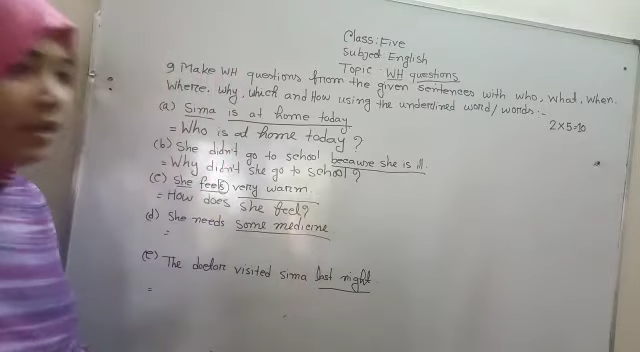 Class: Five
Subject: English
Topic: WH questions
9 Make WH questions from the given sentences with who, what, when,
Where, why, which and How using the underlined word/words:-
2x5=10
(a) Sima is at home today.
= Who is at home today?
(b) She didn't go to school because she is ill.
= Why didn't she go to school?
(c) She feels very warm.
= How does she feel?
(d) She needs some medicine
=
(e) The doctor visited sima last night.
=